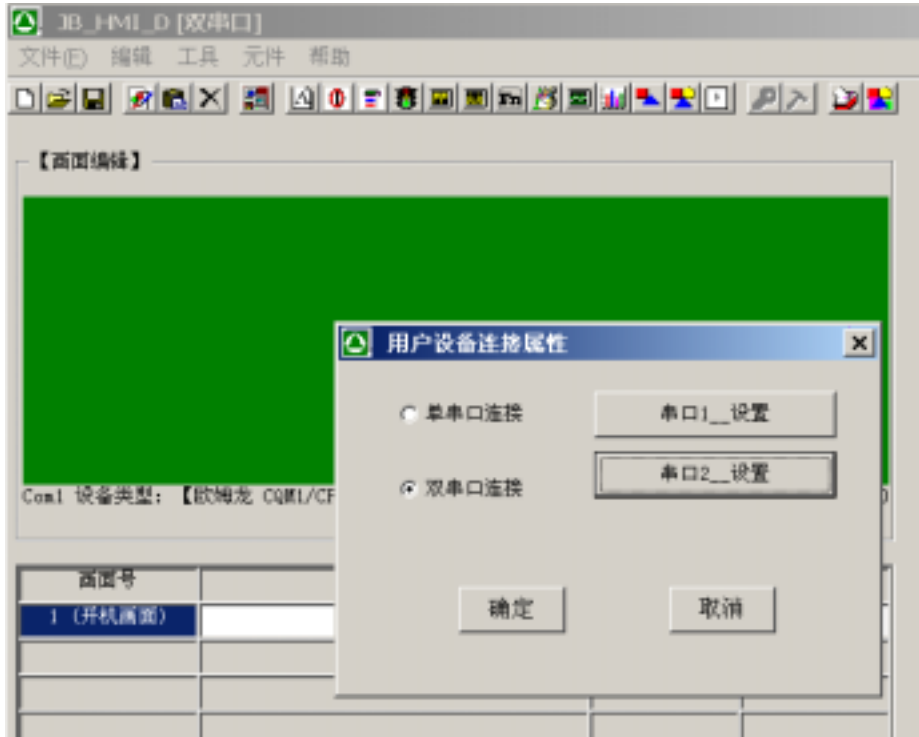 JB_HMI_D [双串口]
文件(F) 编辑 工具 元件 帮助
【画面编辑】
用户设备连接属性
单串口连接 串口1__设置
双串口连接 串口2__设置
Com1 设备类型: 【欧姆龙 CQM1/CP
确定 取消
画面号
1 (开机画面)